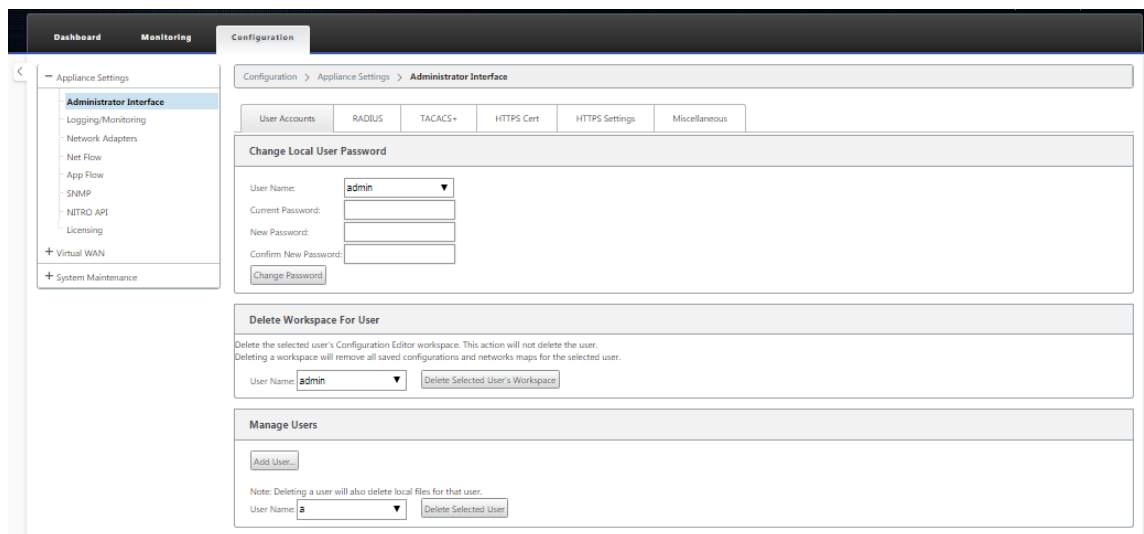 Dashboard Monitoring Configuration
Appliance Settings
Administrator Interface
Logging/Monitoring
Network Adapters
Net Flow
App Flow
SNMP
NITRO API
Licensing
Virtual WAN
System Maintenance
Configuration > Appliance Settings > Administrator Interface
User Accounts RADIUS TACACS+ HTTPS Cert HTTPS Settings Miscellaneous
Change Local User Password
User Name: admin
Current Password:
New Password:
Confirm New Password:
Change Password
Delete Workspace For User
Delete the selected user's Configuration Editor workspace. This action will not delete the user.
Deleting a workspace will remove all saved configurations and networks maps for the selected user.
User Name: admin Delete Selected User's Workspace
Manage Users
Add User...
Note: Deleting a user will also delete local files for that user.
User Name: a Delete Selected User